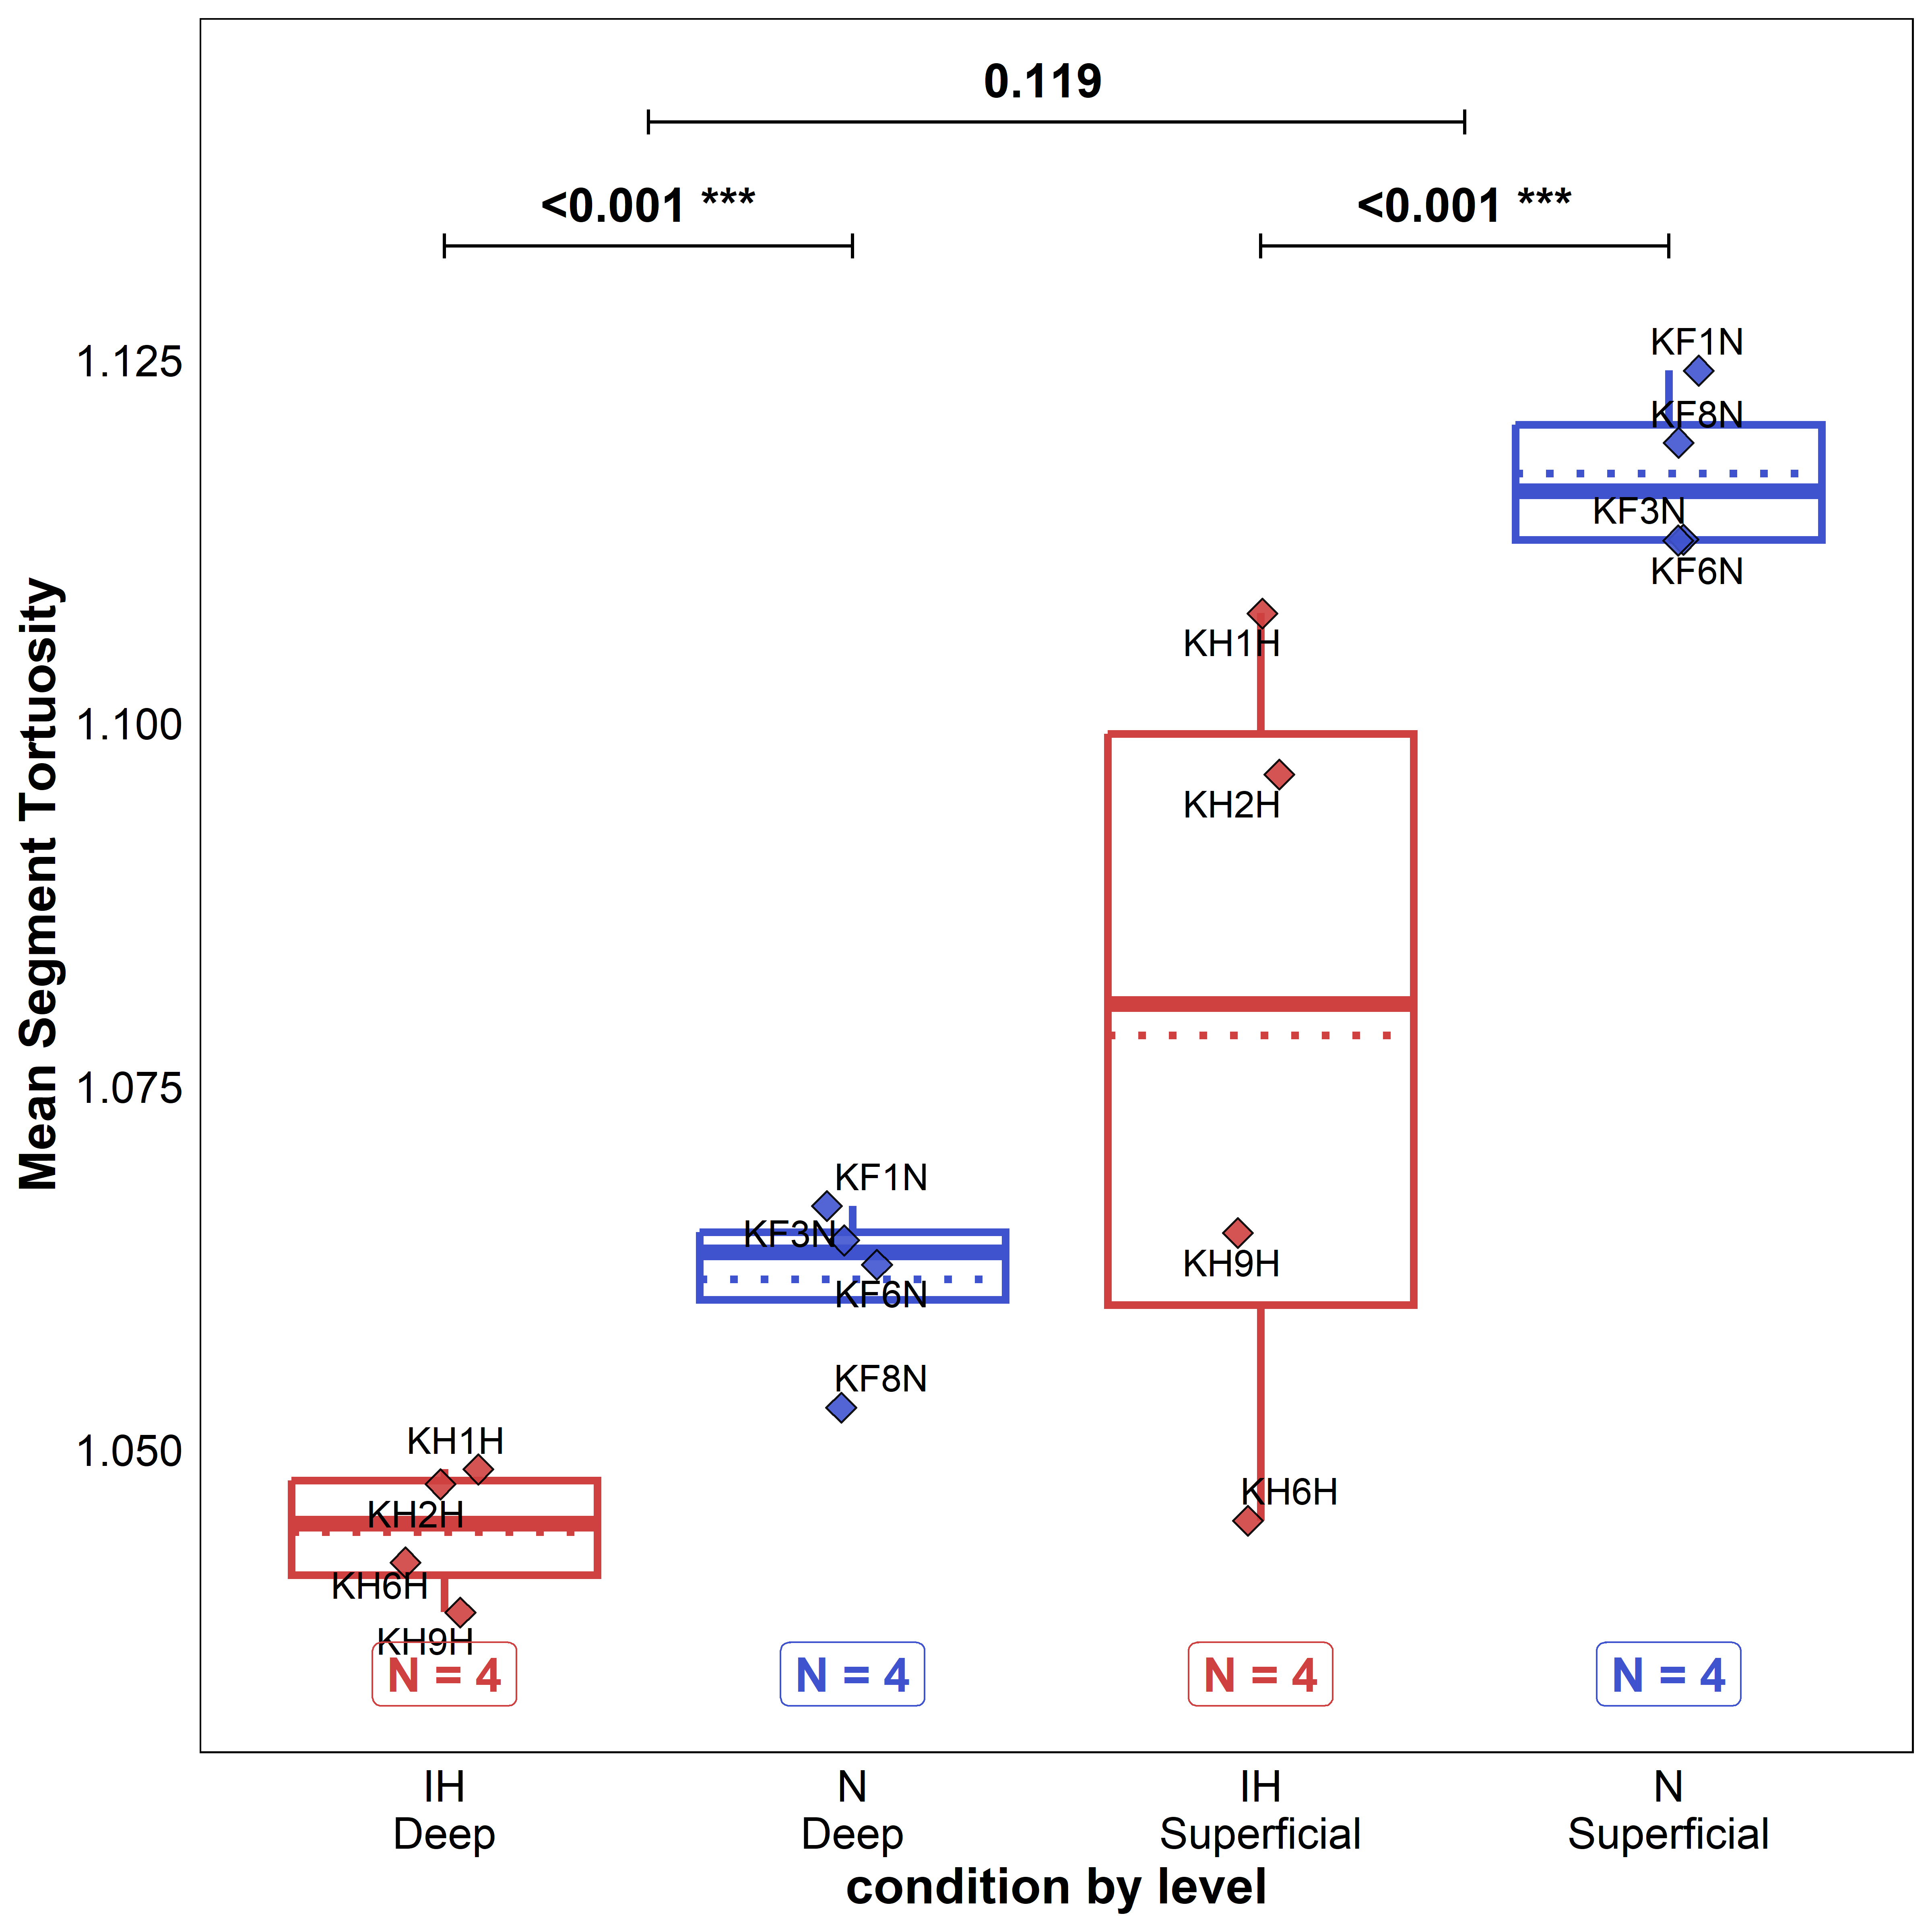 0.119
<0.001 ***
<0.001 ***
1.125
1.100
1.075
1.050
Mean Segment Tortuosity
KF1N
KF8N
KF3N
KF6N
KH1H
KH2H
KH9H
KH6H
KF1N
KF3N
KF6N
KF8N
KH1H
KH2H
KH6H
KH9H
N = 4
N = 4
N = 4
N = 4
IH
Deep
N
Deep
IH
Superficial
N
Superficial
condition by level